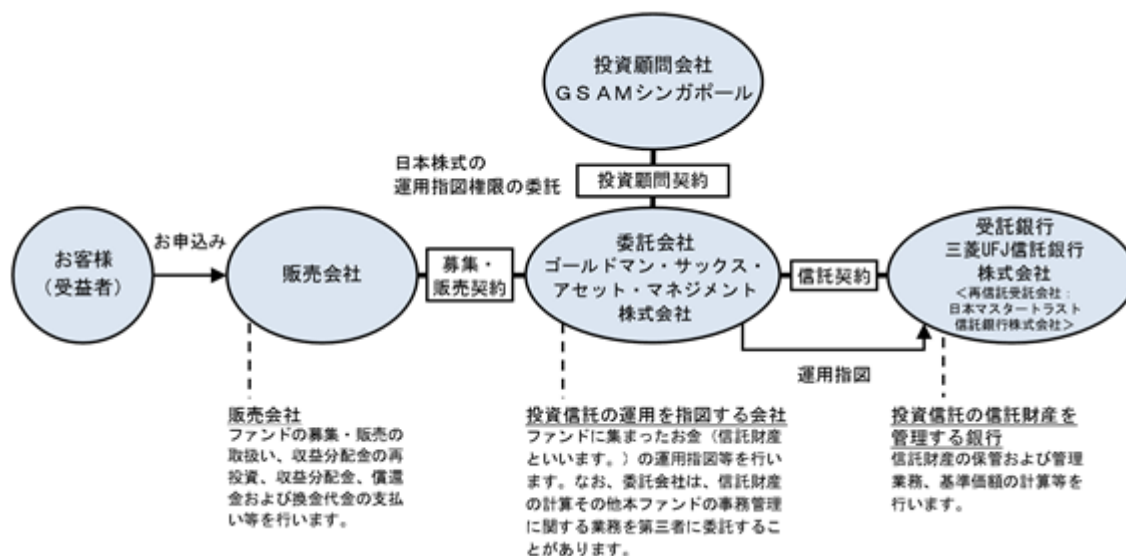 投資顧問会社
ＧＳＡＭシンガポール
日本株式の
運用指図権限の委託
投資顧問契約
お客様
（受益者）
お申込み
販売会社
募集・
販売契約
委託会社
ゴールドマン・サックス・
アセット・マネジメント
株式会社
信託契約
受託銀行
三菱UFJ信託銀行
株式会社
＜再信託受託会社：
日本マスタートラスト
信託銀行株式会社＞
運用指図
販売会社
ファンドの募集・販売の
取扱い、収益分配金の再
投資、収益分配金、償還
金および換金代金の支払
い等を行います。
投資信託の運用を指図する会社
ファンドに集まったお金（信託財産
といいます。）の運用指図等を行い
ます。なお、委託会社は、信託財産
の計算その他本ファンドの事務管理
に関する業務を第三者に委託するこ
とがあります。
投資信託の信託財産を
管理する銀行
信託財産の保管および管理
業務、基準価額の計算等を
行います。